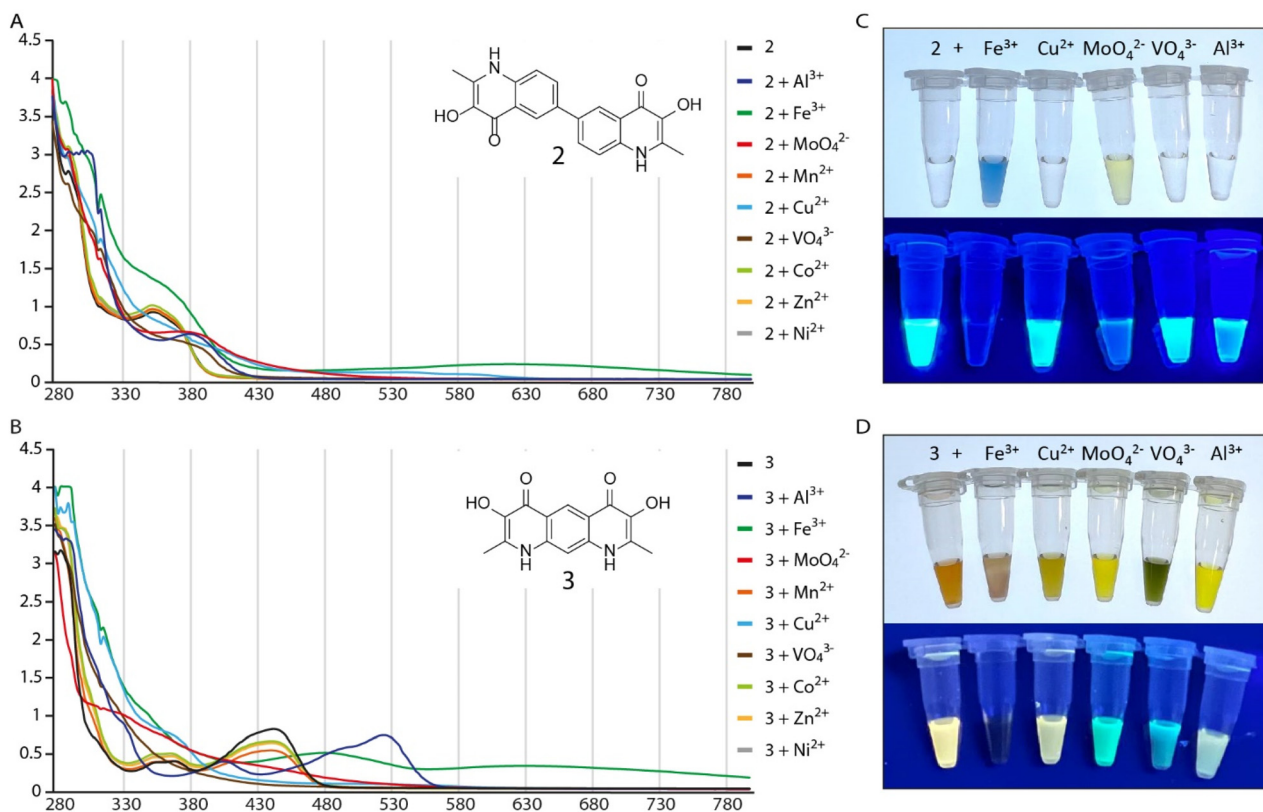 A
4.5
4
3.5
3
2.5
2
1.5
1
0.5
0
280 330 380 430 480 530 580 630 680 730 780
H
N
HO
O
O
OH
N
H
2
2
2 + Al³⁺
2 + Fe³⁺
2 + MoO₄²⁻
2 + Mn²⁺
2 + Cu²⁺
2 + VO₄³⁻
2 + Co²⁺
2 + Zn²⁺
2 + Ni²⁺
C
2 + Fe³⁺ Cu²⁺ MoO₄²⁻ VO₄³⁻ Al³⁺
B
4.5
4
3.5
3
2.5
2
1.5
1
0.5
0
280 330 380 430 480 530 580 630 680 730 780
O O
HO OH
N N
H H
3
3
3 + Al³⁺
3 + Fe³⁺
3 + MoO₄²⁻
3 + Mn²⁺
3 + Cu²⁺
3 + VO₄³⁻
3 + Co²⁺
3 + Zn²⁺
3 + Ni²⁺
D
3 + Fe³⁺ Cu²⁺ MoO₄²⁻ VO₄³⁻ Al³⁺